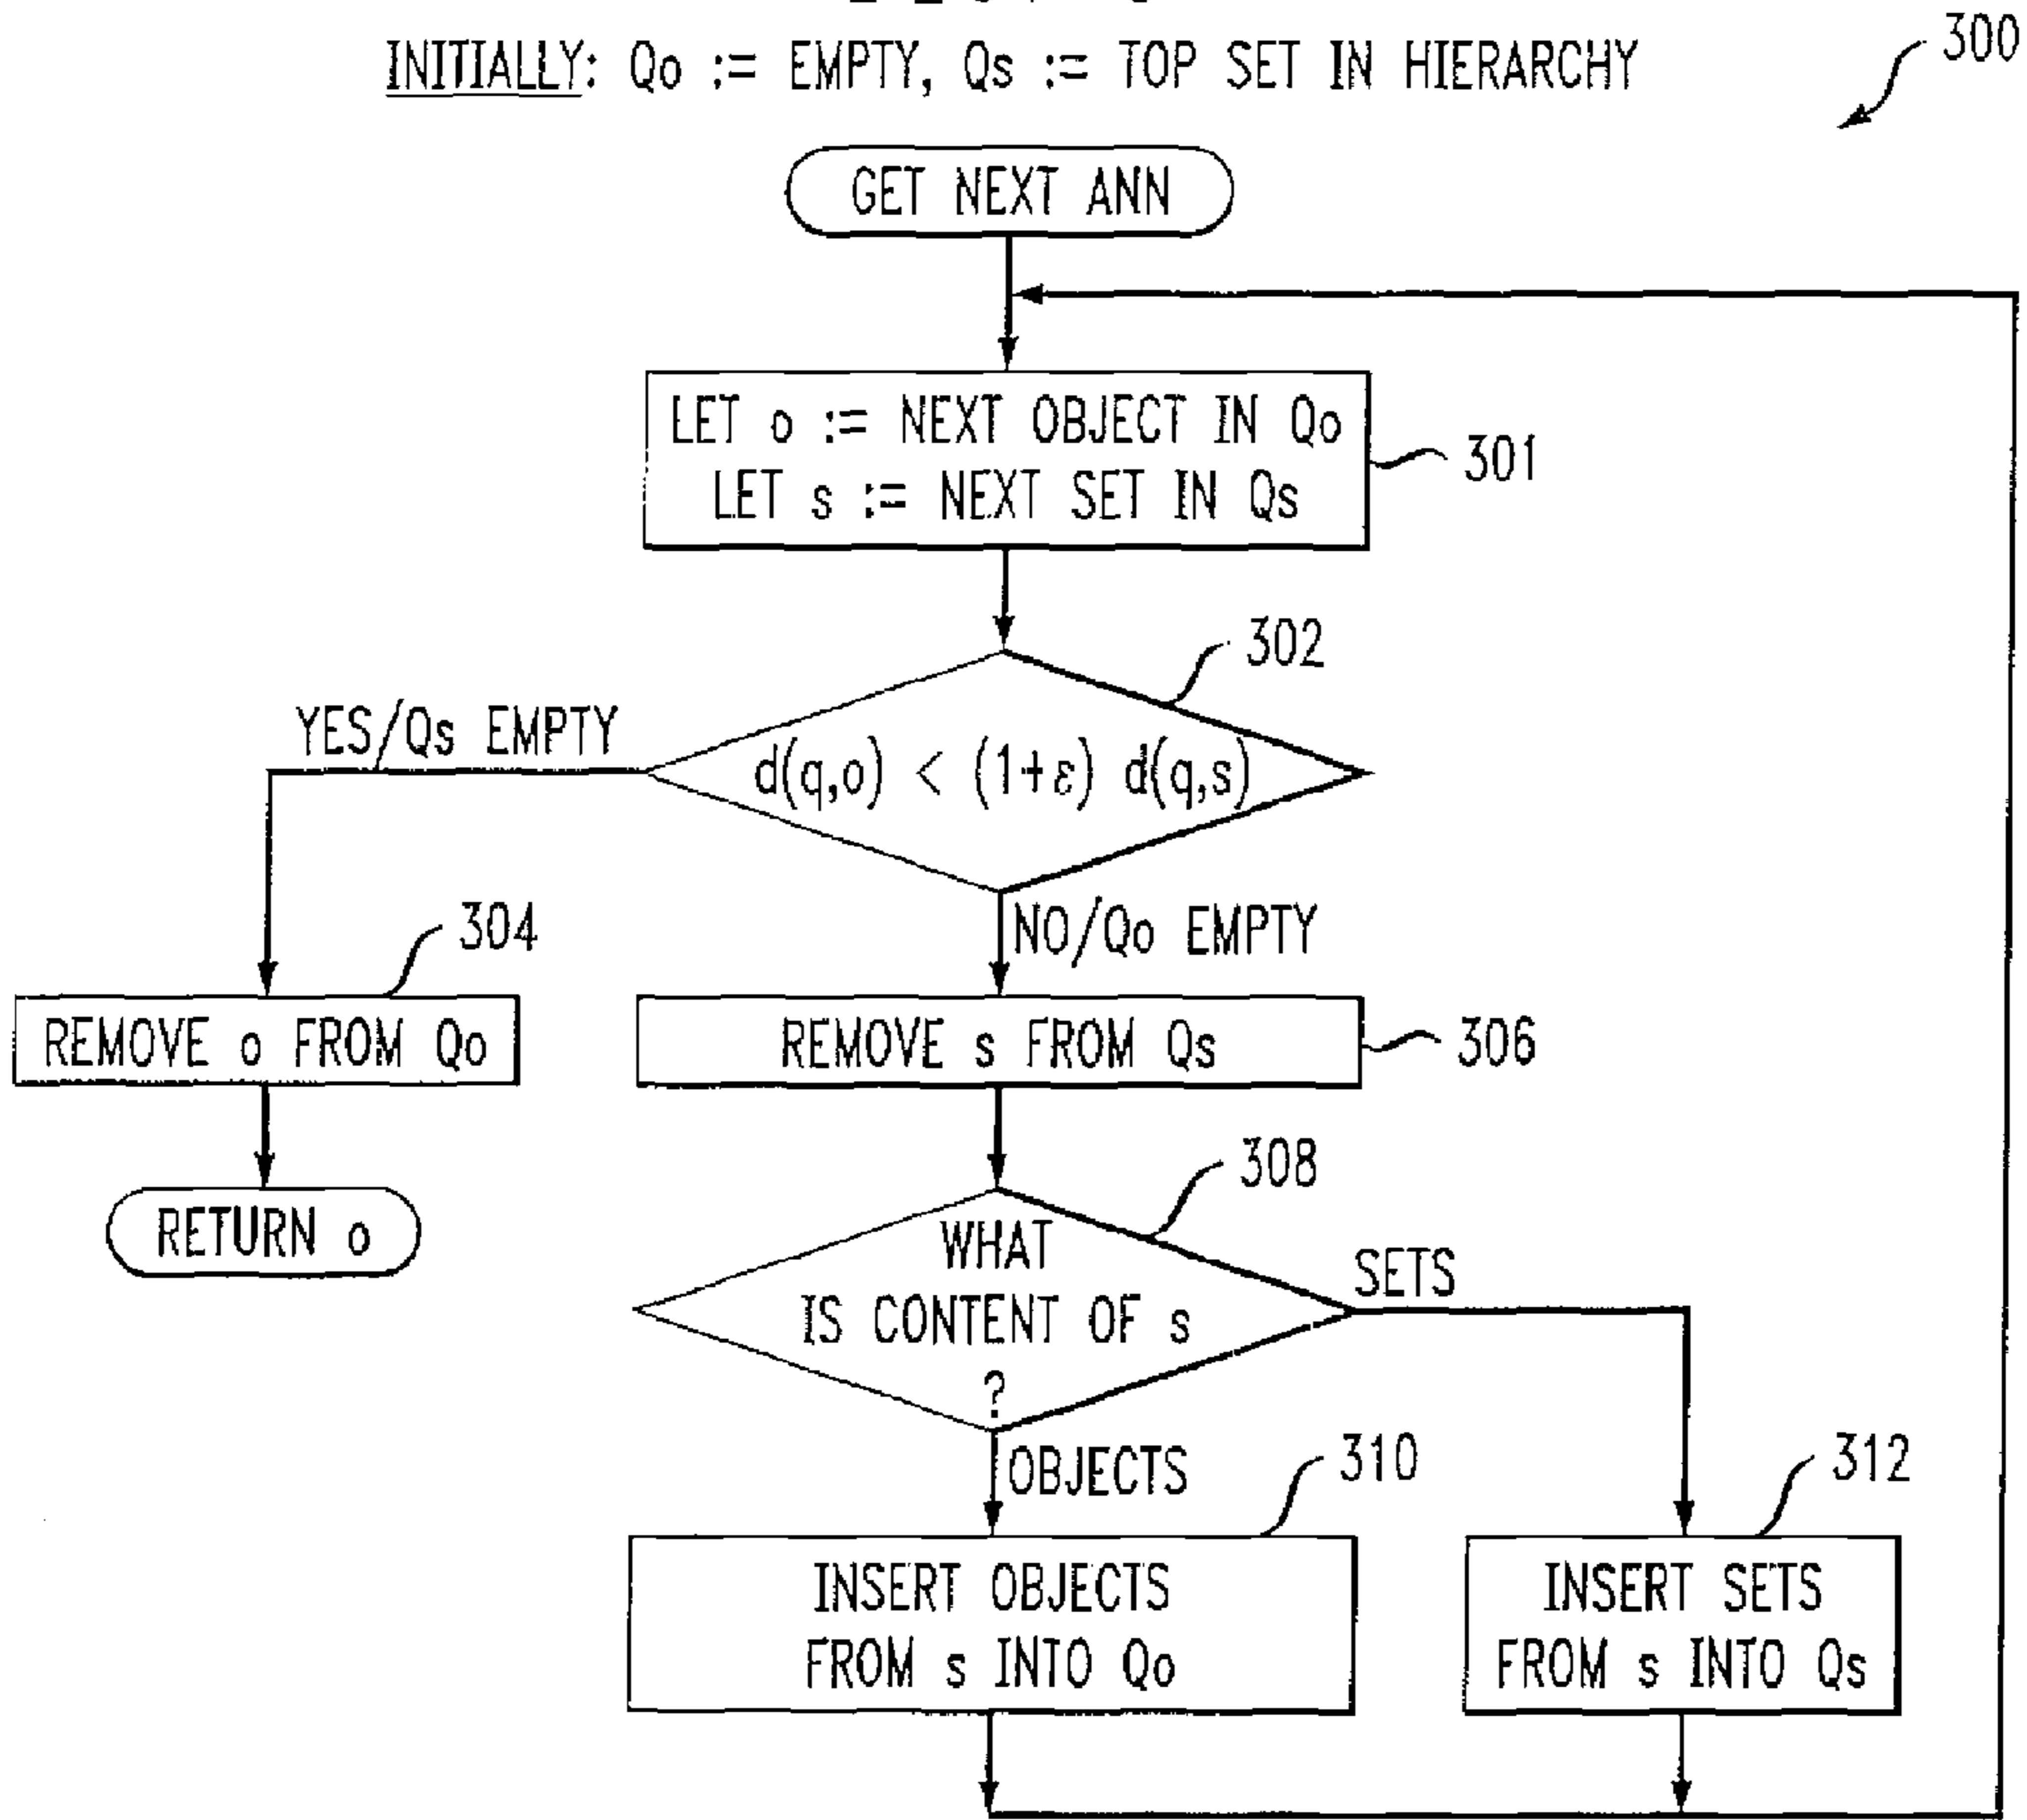 INITIALLY: Qo := EMPTY, Qs := TOP SET IN HIERARCHY
300
GET NEXT ANN
LET o := NEXT OBJECT IN Qo
LET s := NEXT SET IN Qs
301
302
YES/Qs EMPTY
d(q,o) < (1+ε) d(q,s)
NO/Qo EMPTY
304
REMOVE o FROM Qo
REMOVE s FROM Qs
306
308
RETURN o
WHAT
IS CONTENT OF s
?
SETS
OBJECTS
310
312
INSERT OBJECTS
FROM s INTO Qo
INSERT SETS
FROM s INTO Qs